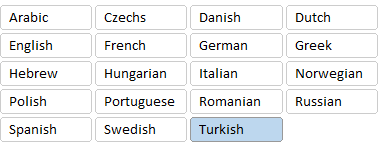 Arabic Czechs Danish Dutch
English French German Greek
Hebrew Hungarian Italian Norwegian
Polish Portuguese Romanian Russian
Spanish Swedish Turkish